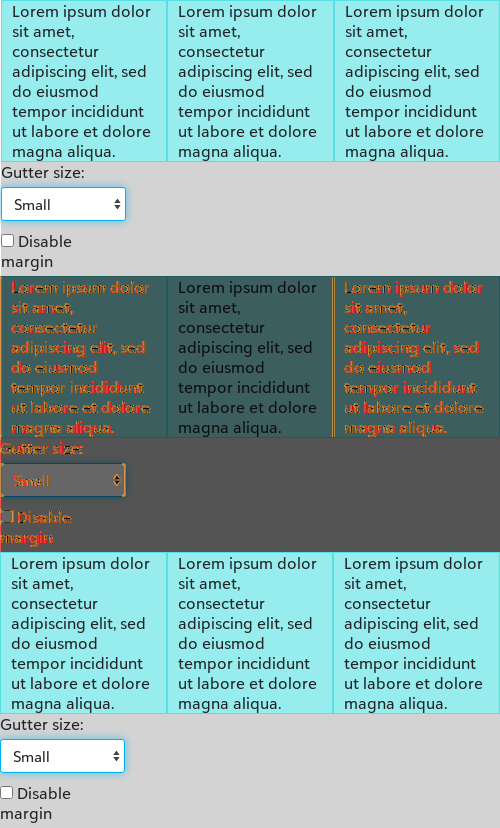 Lorem ipsum dolor
sit amet,
consectetur
adipiscing elit, sed
do eiusmod
tempor incididunt
ut labore et dolore
magna aliqua.
Lorem ipsum dolor
sit amet,
consectetur
adipiscing elit, sed
do eiusmod
tempor incididunt
ut labore et dolore
magna aliqua.
Lorem ipsum dolor
sit amet,
consectetur
adipiscing elit, sed
do eiusmod
tempor incididunt
ut labore et dolore
magna aliqua.
Gutter size:
Small
Disable
margin
Lorem ipsum dolor
sit amet,
consectetur
adipiscing elit, sed
do eiusmod
tempor incididunt
ut labore et dolore
magna aliqua.
Lorem ipsum dolor
sit amet,
consectetur
adipiscing elit, sed
do eiusmod
tempor incididunt
ut labore et dolore
magna aliqua.
Lorem ipsum dolor
sit amet,
consectetur
adipiscing elit, sed
do eiusmod
tempor incididunt
ut labore et dolore
magna aliqua.
Gutter size:
Small
Disable
margin
Lorem ipsum dolor
sit amet,
consectetur
adipiscing elit, sed
do eiusmod
tempor incididunt
ut labore et dolore
magna aliqua.
Lorem ipsum dolor
sit amet,
consectetur
adipiscing elit, sed
do eiusmod
tempor incididunt
ut labore et dolore
magna aliqua.
Lorem ipsum dolor
sit amet,
consectetur
adipiscing elit, sed
do eiusmod
tempor incididunt
ut labore et dolore
magna aliqua.
Gutter size:
Small
Disable
margin